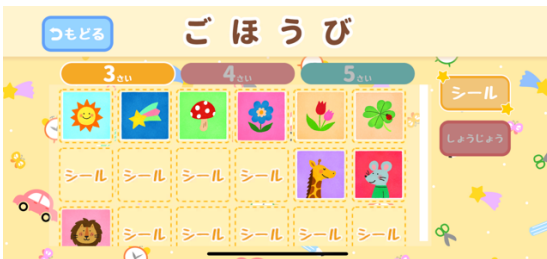 もどる
ごほうび
3さい 4さい 5さい
シール
しょうじょう
シール シール シール シール
シール シール シール シール シール